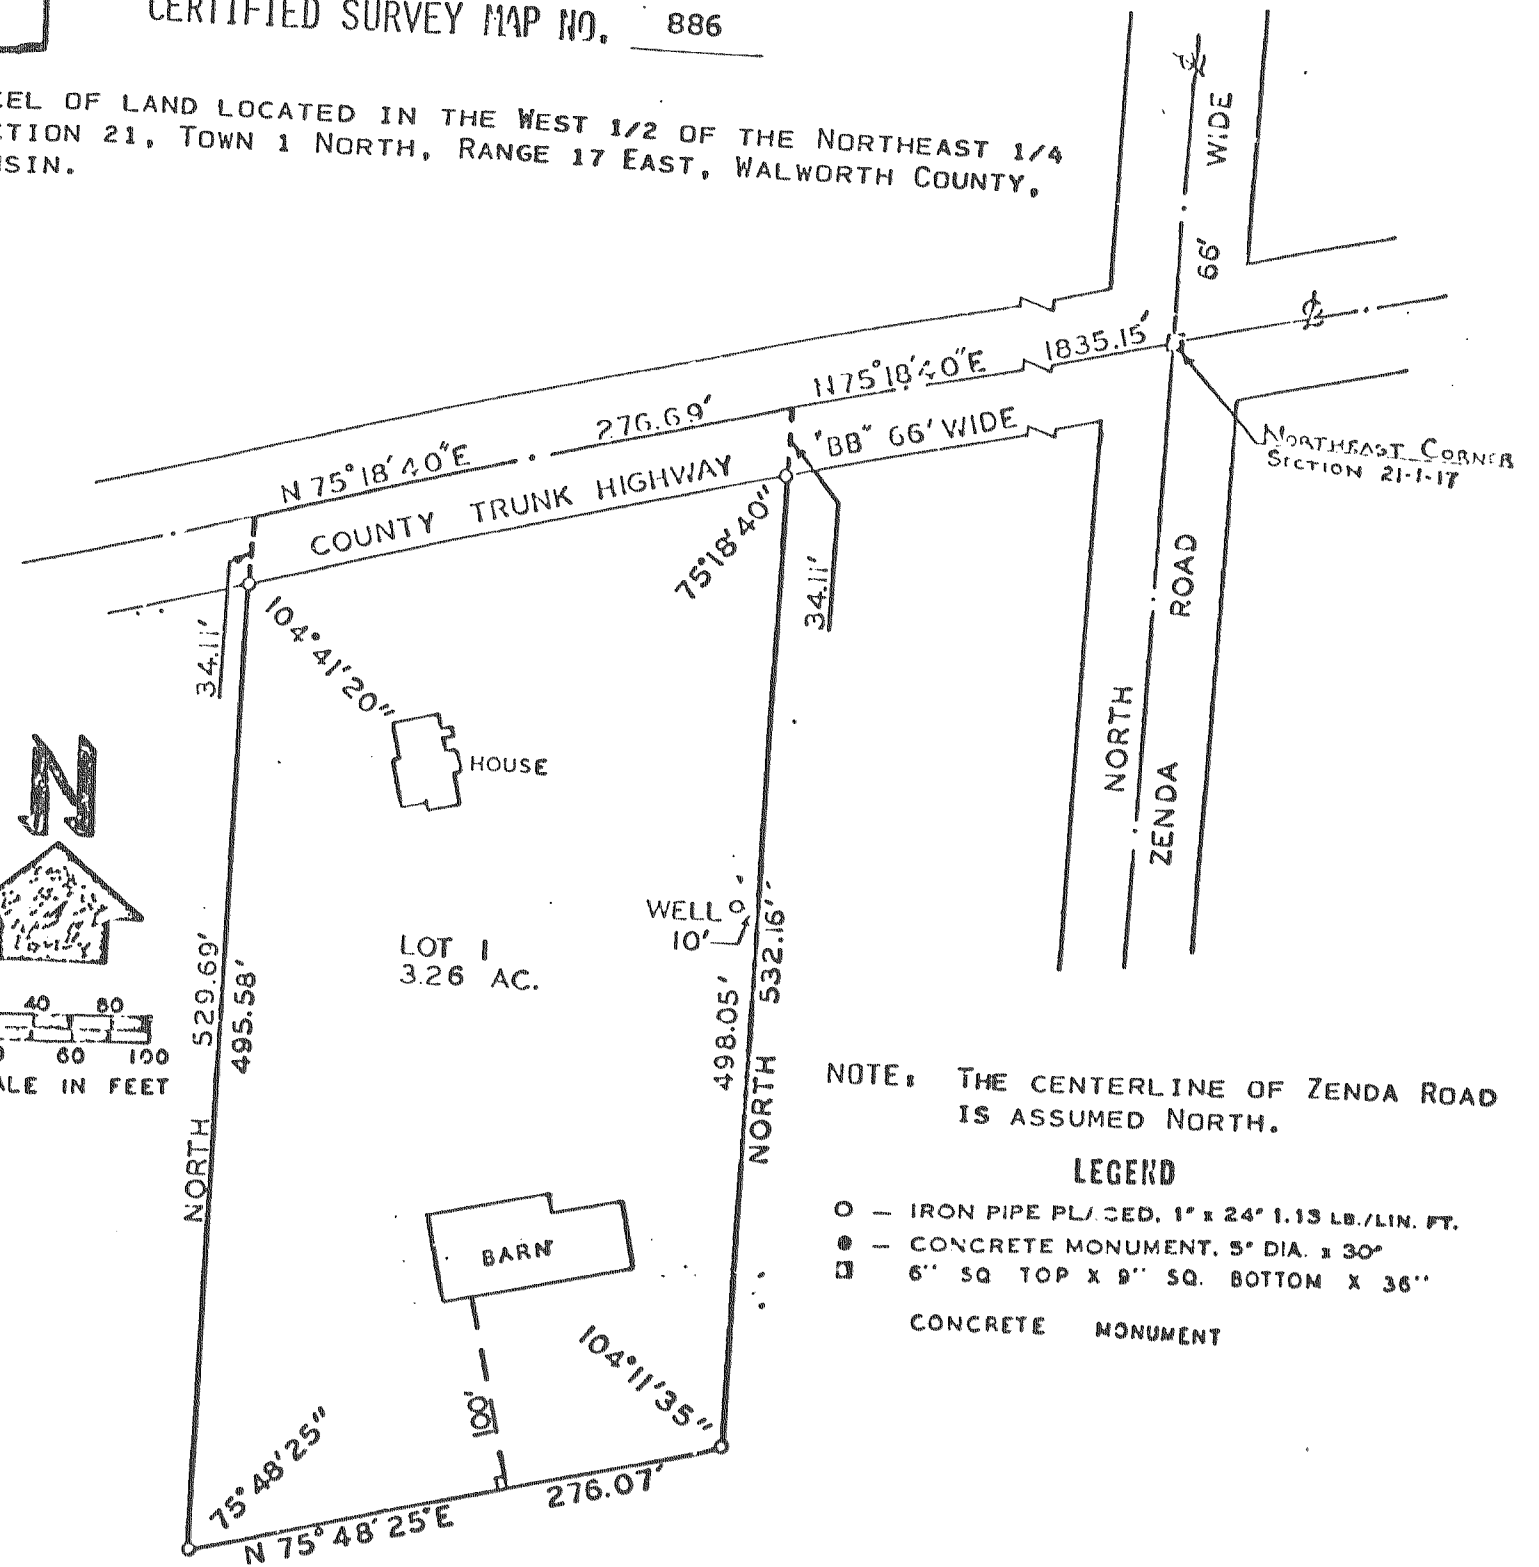 CERTIFIED SURVEY MAP NO. 886
CEL OF LAND LOCATED IN THE WEST 1/2 OF THE NORTHEAST 1/4
CTION 21, TOWN 1 NORTH, RANGE 17 EAST, WALWORTH COUNTY,
NSIN.
66' WIDE
1835.15'
N 75°18'40"E
276.69'
N 75°18'40"E
"BB" 66' WIDE
COUNTY TRUNK HIGHWAY
NORTHEAST CORNER
SECTION 21-1-17
75°18'40"
34.11'
34.11'
104°41'20"
NORTH
ZENDA ROAD
N
HOUSE
WELL
10'
LOT 1
3.26 AC.
NORTH 529.69'
495.58'
498.05'
NORTH 532.16'
40 80
0 60 100
ALE IN FEET
NOTE: THE CENTERLINE OF ZENDA ROAD
IS ASSUMED NORTH.
LEGEND
O – IRON PIPE PLACED, 1" x 24" 1.13 LB./LIN. FT.
● – CONCRETE MONUMENT, 5" DIA. x 30"
6" SQ TOP X 9" SQ. BOTTOM X 36"
CONCRETE MONUMENT
BARN
100'
104°11'35"
75°48'25"
276.07'
N 75°48'25"E